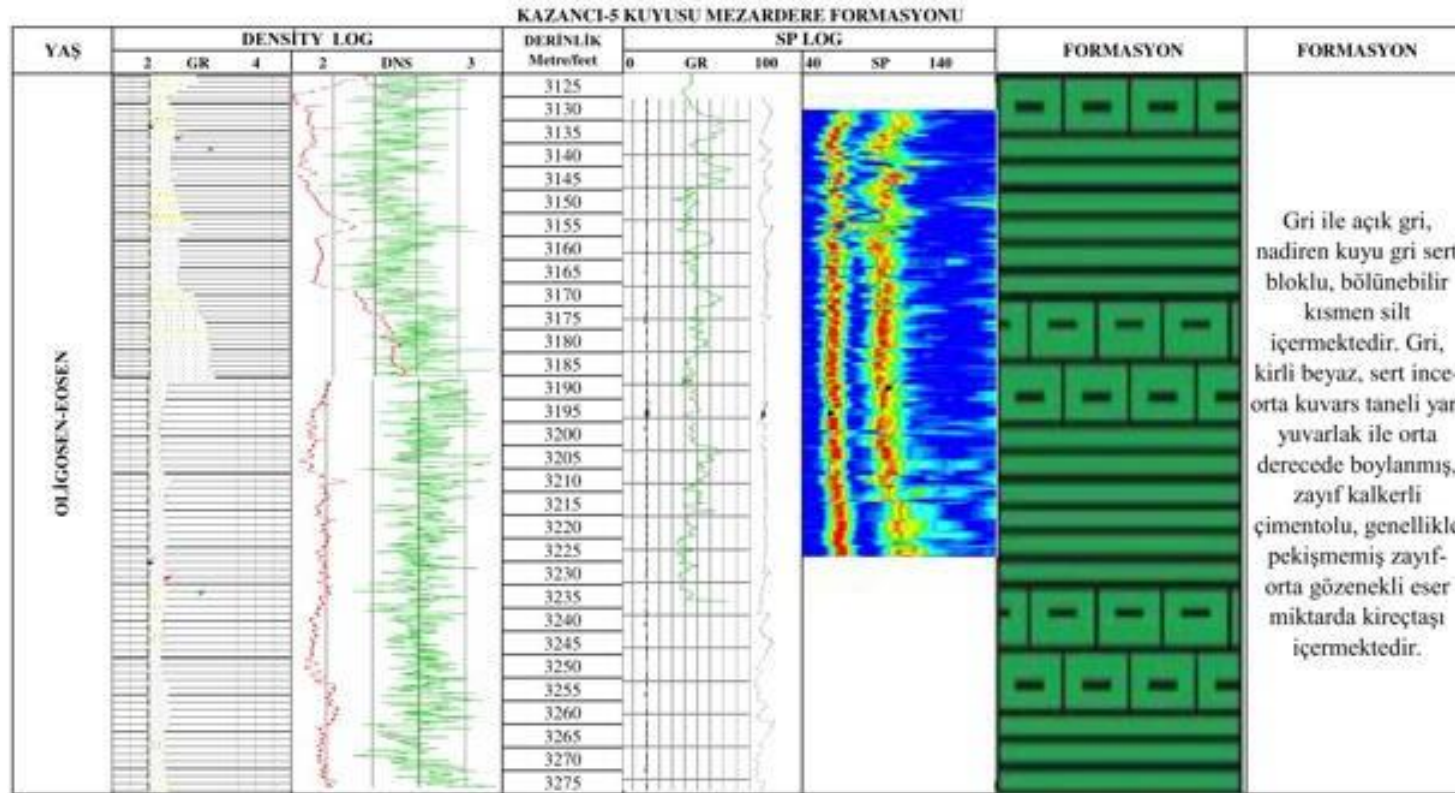 KAZANCI-5 KUYUSU MEZARDERE FORMASYONU
YAŞ
DENSİTY LOG
DERİNLİK
Metre/feet
SP LOG
FORMASYON
FORMASYON
2 GR 4
2 DNS 3
0 GR 100
40 SP 140
OLİGOSEN-EOSEN
3125
3130
3135
3140
3145
3150
3155
3160
3165
3170
3175
3180
3185
3190
3195
3200
3205
3210
3215
3220
3225
3230
3235
3240
3245
3250
3255
3260
3265
3270
3275
Gri ile açık gri,
nadiren kuyu gri sert
bloklu, bölünebilir
kısmen silt
içermektedir. Gri,
kirli beyaz, sert ince-
orta kuvars taneli yarı
yuvarlak ile orta
derecede boylanmış,
zayıf kalkerli
çimentolu, genellikle
pekişmemiş zayıf-
orta gözenekli eser
miktarda kireçtaşı
içermektedir.